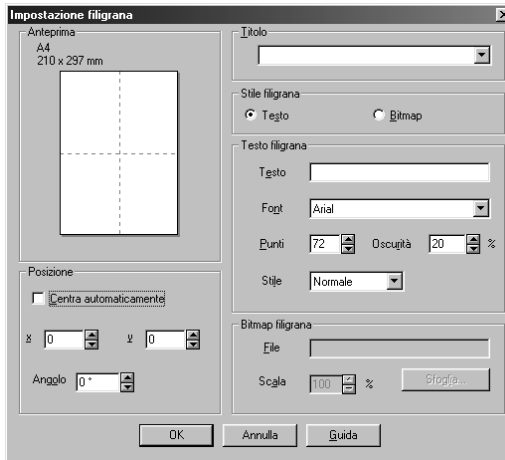 Impostazione filigrana
Anteprima
A4
210 x 297 mm
Titolo
Stile filigrana
Testo
Bitmap
Testo filigrana
Testo
Font Arial
Punti 72 Oscurità 20 %
Stile Normale
Posizione
Centra automaticamente
x 0 y 0
Angolo 0 °
Bitmap filigrana
File
Scala 100 % Sfoglia...
OK Annulla Guida